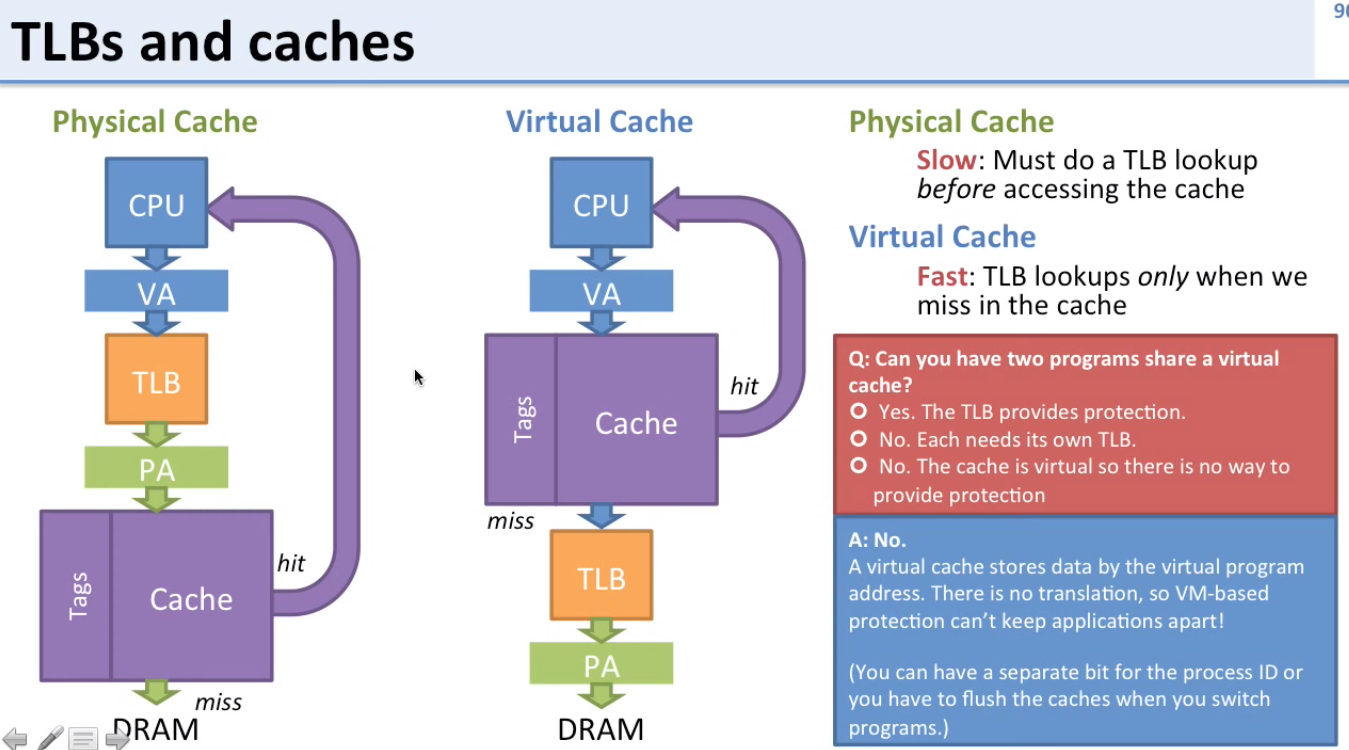 TLBs and caches
Physical Cache
CPU
VA
TLB
PA
Tags
Cache
hit
miss
DRAM
Virtual Cache
CPU
VA
Tags
Cache
hit
miss
TLB
PA
DRAM
Physical Cache
Slow: Must do a TLB lookup
before accessing the cache
Virtual Cache
Fast: TLB lookups only when we
miss in the cache
Q: Can you have two programs share a virtual
cache?
Yes. The TLB provides protection.
No. Each needs its own TLB.
No. The cache is virtual so there is no way to
provide protection
A: No.
A virtual cache stores data by the virtual program
address. There is no translation, so VM-based
protection can’t keep applications apart!
(You can have a separate bit for the process ID or
you have to flush the caches when you switch
programs.)